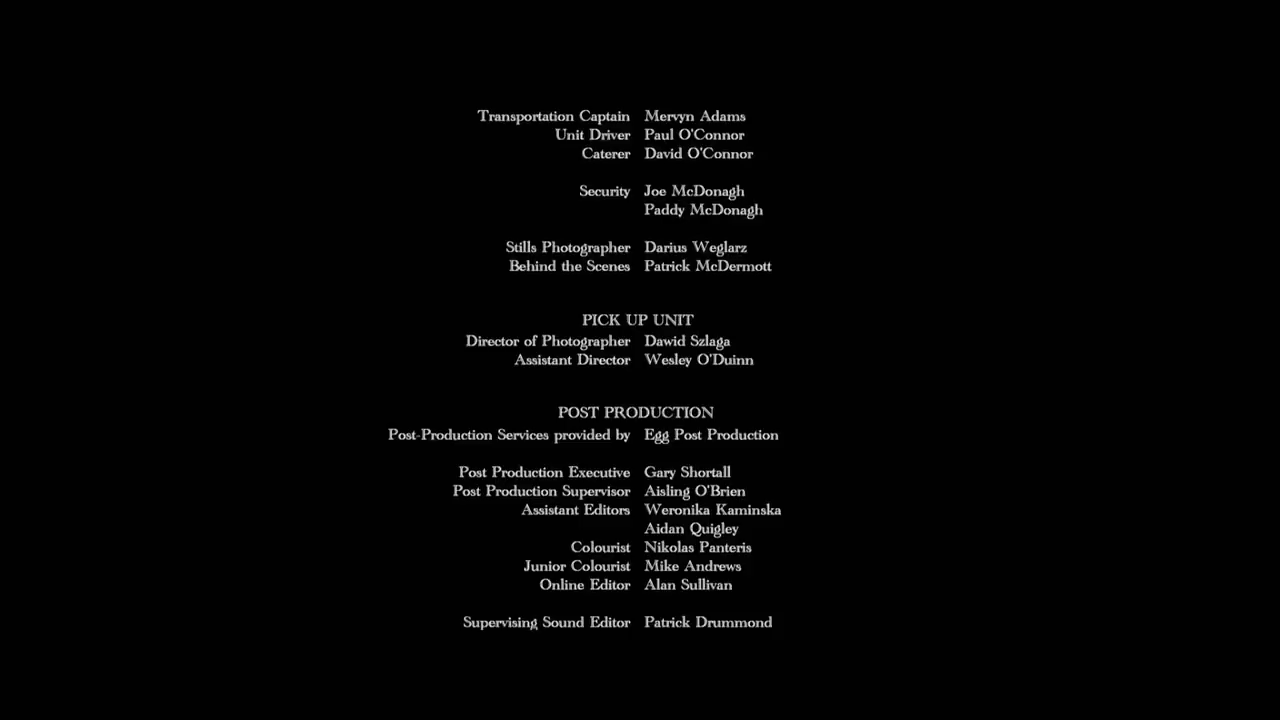 Transportation Captain Mervyn Adams
Unit Driver Paul O'Connor
Caterer David O'Connor
Security Joe McDonagh
Paddy McDonagh
Stills Photographer Darius Weglarz
Behind the Scenes Patrick McDermott
PICK UP UNIT
Director of Photographer Dawid Szlaga
Assistant Director Wesley O'Duinn
POST PRODUCTION
Post-Production Services provided by Egg Post Production
Post Production Executive Gary Shortall
Post Production Supervisor Aisling O'Brien
Assistant Editors Weronika Kaminska
Aidan Quigley
Colourist Nikolas Panteris
Junior Colourist Mike Andrews
Online Editor Alan Sullivan
Supervising Sound Editor Patrick Drummond